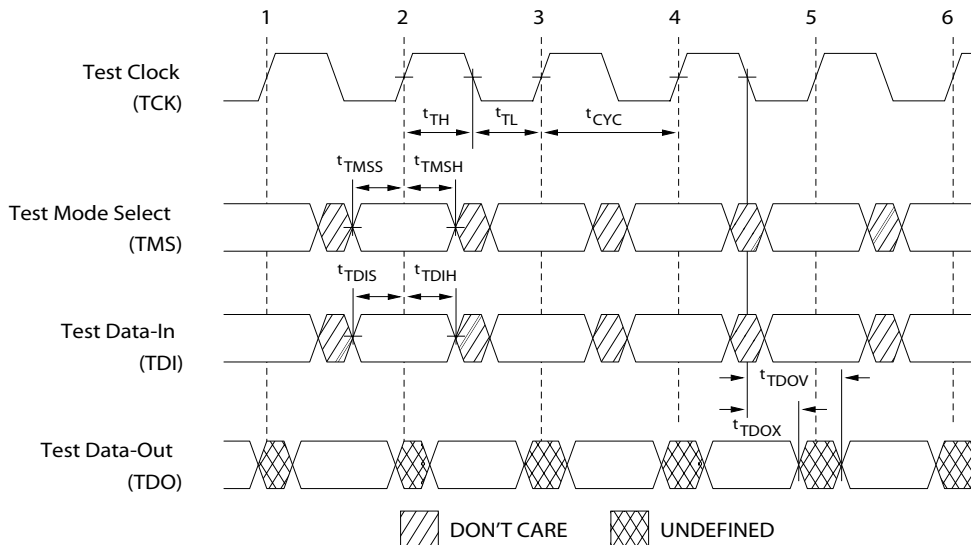 1 2 3 4 5 6
Test Clock
(TCK)
tTH tTL tCYC
tTMSS tTMSH
Test Mode Select
(TMS)
tTDIS tTDIH
Test Data-In
(TDI)
tTDOV
tTDOX
Test Data-Out
(TDO)
DON'T CARE UNDEFINED